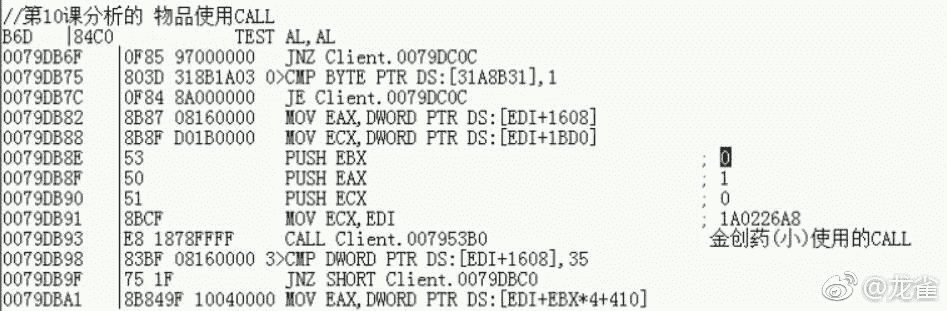 //第10课分析的 物品使用CALL
B6D |84C0 TEST AL,AL
0079DB6F 0F85 97000000 JNZ Client.0079DC0C
0079DB75 803D 318B1A03 0>CMP BYTE PTR DS:[31A8B31],1
0079DB7C 0F84 8A000000 JE Client.0079DC0C
0079DB82 8B87 08160000 MOV EAX,DWORD PTR DS:[EDI+1608]
0079DB88 8B8F D01B0000 MOV ECX,DWORD PTR DS:[EDI+1BD0]
0079DB8E 53 PUSH EBX ; 0
0079DB8F 50 PUSH EAX ; 1
0079DB90 51 PUSH ECX ; 0
0079DB91 8BCF MOV ECX,EDI ; 1A0226A8
0079DB93 E8 1878FFFF CALL Client.007953B0 金创药(小)使用的CALL
0079DB98 83BF 08160000 3>CMP DWORD PTR DS:[EDI+1608],35
0079DB9F 75 1F JNZ SHORT Client.0079DBC0
0079DBA1 8B849F 10040000 MOV EAX,DWORD PTR DS:[EDI+EBX*4+410]
@龙雀